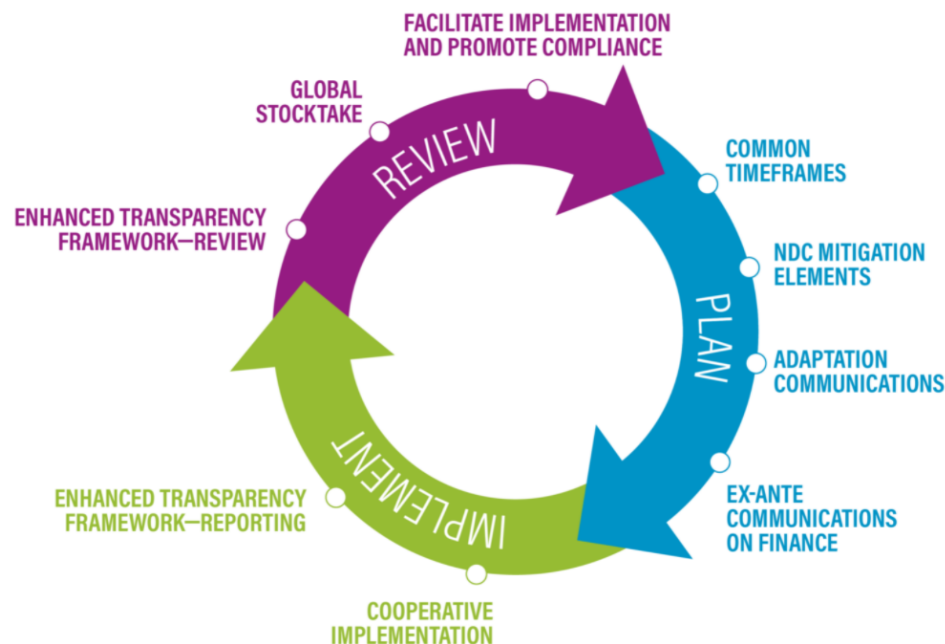 FACILITATE IMPLEMENTATION
AND PROMOTE COMPLIANCE
GLOBAL
STOCKTAKE
REVIEW
COMMON
TIMEFRAMES
ENHANCED TRANSPARENCY
FRAMEWORK—REVIEW
NDC MITIGATION
ELEMENTS
PLAN
ADAPTATION
COMMUNICATIONS
IMPLEMENT
ENHANCED TRANSPARENCY
FRAMEWORK—REPORTING
EX-ANTE
COMMUNICATIONS
ON FINANCE
COOPERATIVE
IMPLEMENTATION